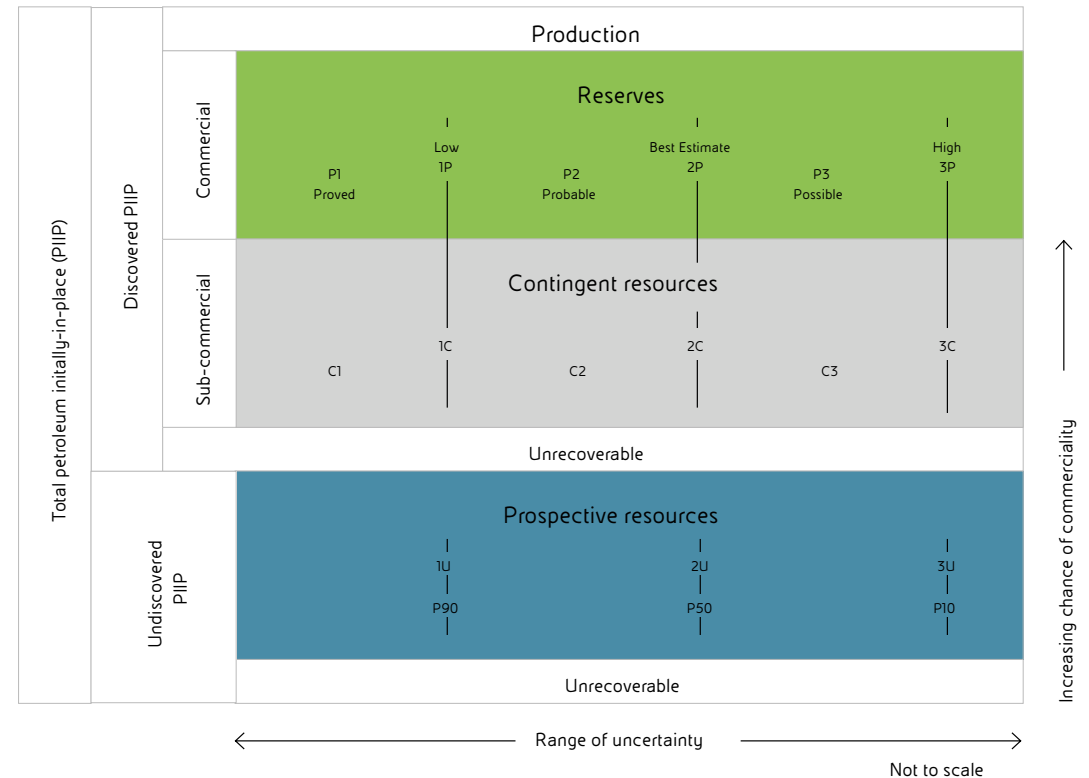 Production
Reserves
Low
1P
Best Estimate
2P
High
3P
P1
Proved
P2
Probable
P3
Possible
Commercial
Contingent resources
1C
2C
3C
C1
C2
C3
Sub-commercial
Discovered PIIP
Unrecoverable
Total petroleum initally-in-place (PIIP)
Prospective resources
1U
2U
3U
P90
P50
P10
Undiscovered
PIIP
Unrecoverable
Increasing chance of commerciality
Range of uncertainty
Not to scale